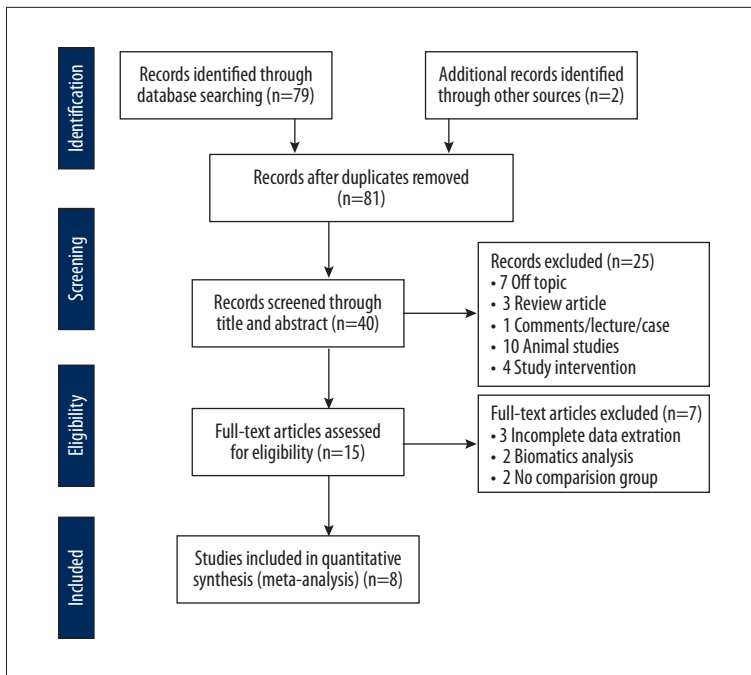 Identification
Records identified through
database searching (n=79)
Additional records identified
through other sources (n=2)
Records after duplicates removed
(n=81)
Screening
Records screened through
title and abstract (n=40)
Records excluded (n=25)
• 7 Off topic
• 3 Review article
• 1 Comments/lecture/case
• 10 Animal studies
• 4 Study intervention
Eligibility
Full-text articles assessed
for eligibility (n=15)
Full-text articles excluded (n=7)
• 3 Incomplete data extration
• 2 Biomatics analysis
• 2 No comparision group
Included
Studies included in quantitative
synthesis (meta-analysis) (n=8)